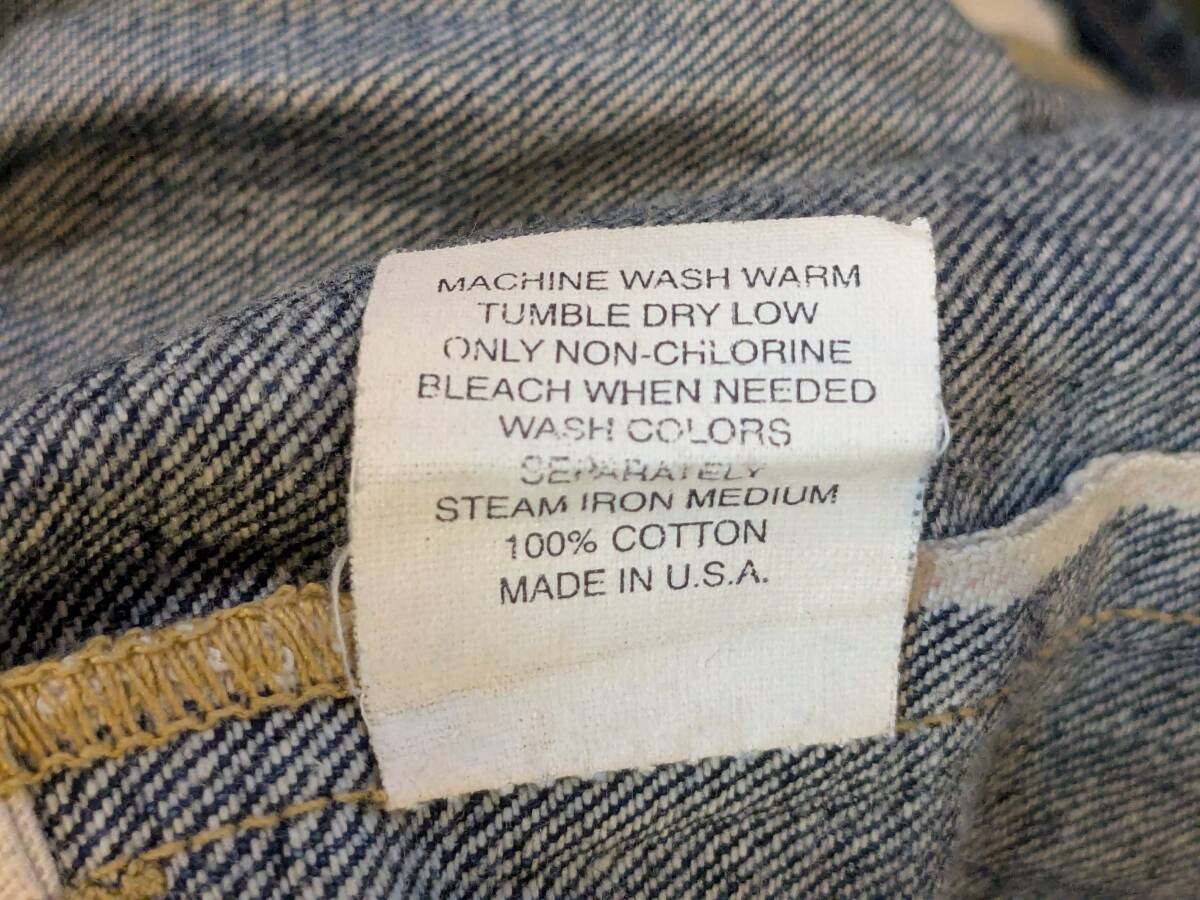 MACHINE WASH WARM
TUMBLE DRY LOW
ONLY NON-CHLORINE
BLEACH WHEN NEEDED
WASH COLORS
SEPARATELY
STEAM IRON MEDIUM
100% COTTON
MADE IN U.S.A.